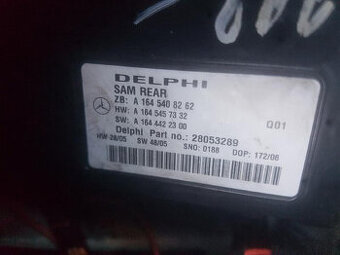 DELPHI
SAM REAR
ZB: A 164 540 82 62
HW: A 164 545 73 32
SW: A 164 442 23 00
Q01
Delphi Part no.: 28053289
HW 28/05 SW 48/05 SNO: 0188 DOP: 172/06